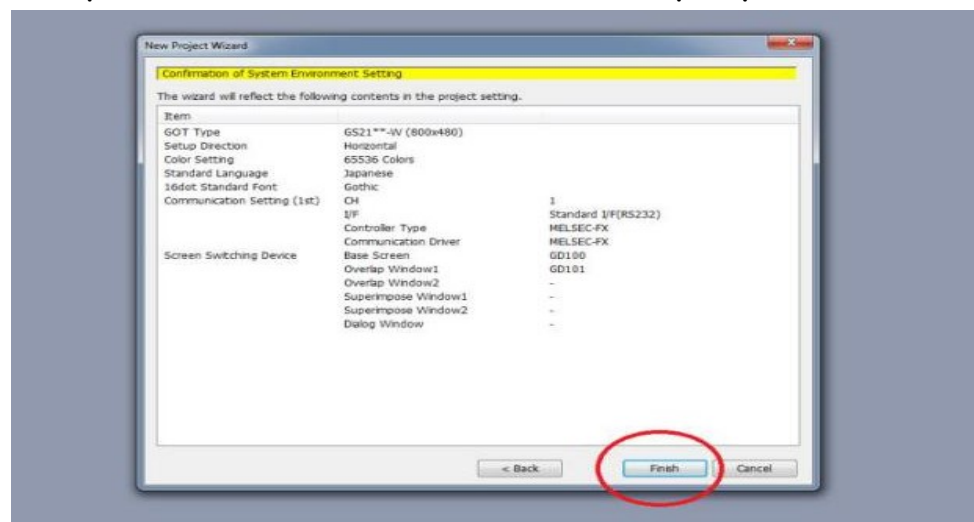 New Project Wizard
Confirmation of System Environment Setting
The wizard will reflect the following contents in the project setting.
Item
GOT Type GS21**-W (800x480)
Setup Direction Horizontal
Color Setting 65536 Colors
Standard Language Japanese
16dot Standard Font Gothic
Communication Setting (1st) CH 1
I/F Standard I/F(RS232)
Controller Type MELSEC-FX
Communication Driver MELSEC-FX
Screen Switching Device Base Screen GD100
Overlap Window1 GD101
Overlap Window2 -
Superimpose Window1 -
Superimpose Window2 -
Dialog Window -
< Back Finish Cancel